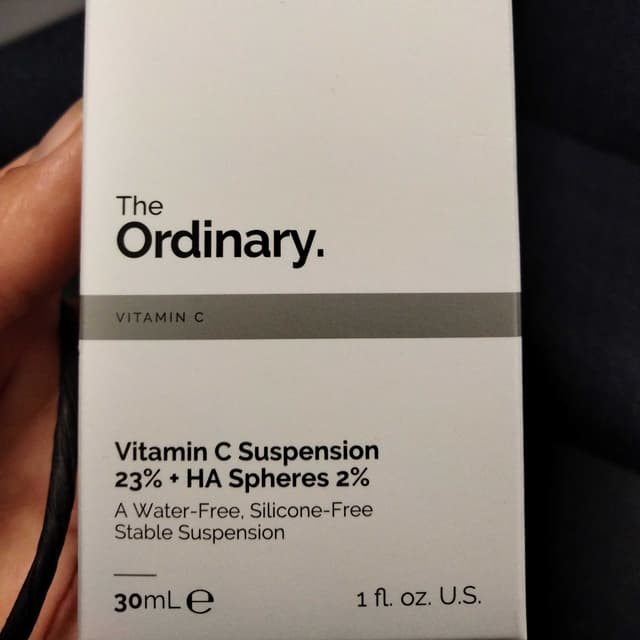 The
Ordinary.
VITAMIN C
Vitamin C Suspension
23% + HA Spheres 2%
A Water-Free, Silicone-Free
Stable Suspension
30mL ℮ 1 fl. oz. U.S.